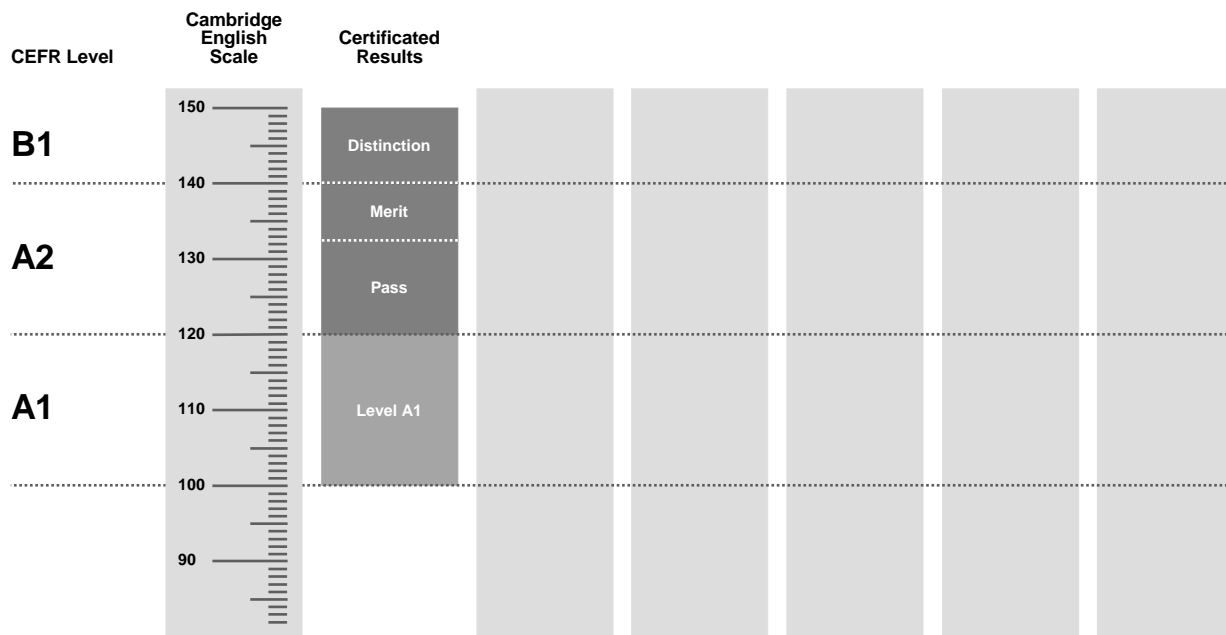 CEFR Level
Cambridge
English
Scale
Certificated
Results
B1
A2
A1
150
140
130
120
110
100
90
Distinction
Merit
Pass
Level A1